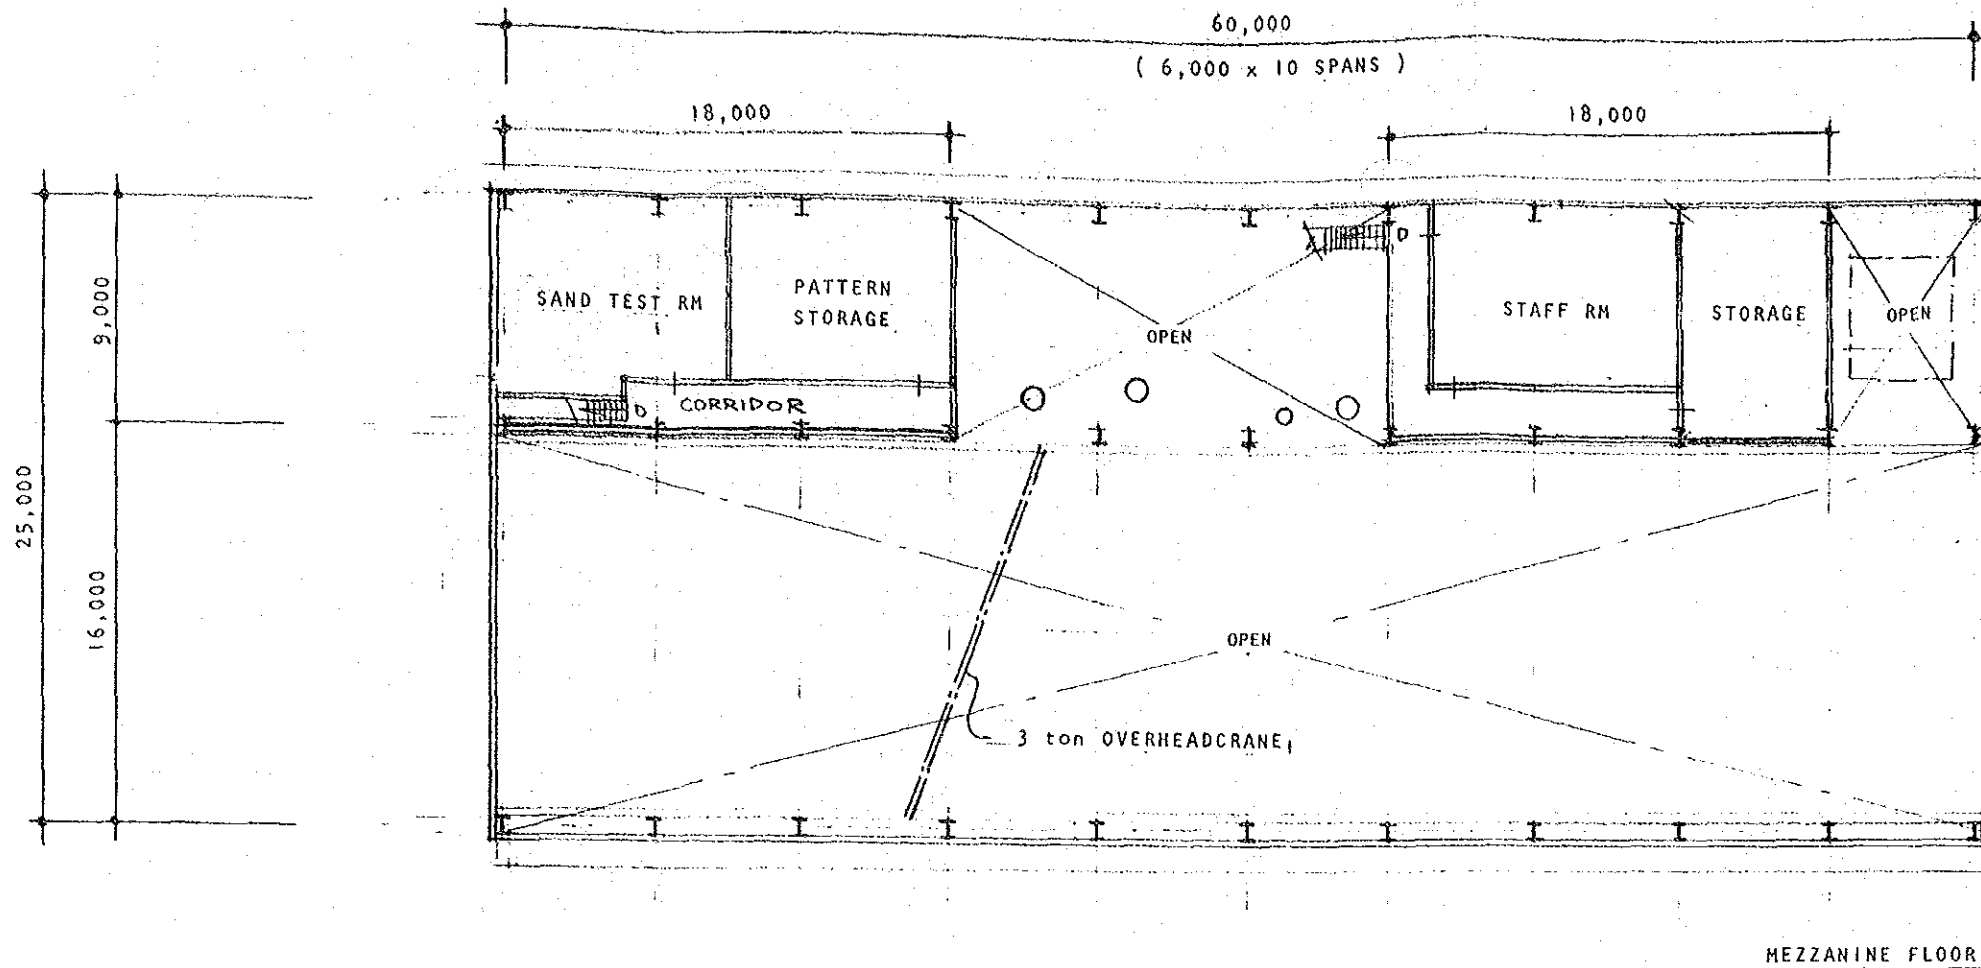 60,000
( 6,000 x 10 SPANS )
18,000
18,000
25,000
9,000
16,000
SAND TEST RM
PATTERN
STORAGE
OPEN
D
STAFF RM
STORAGE
OPEN
D
CORRIDOR
OPEN
3 ton OVERHEADCRANE
MEZZANINE FLOOR